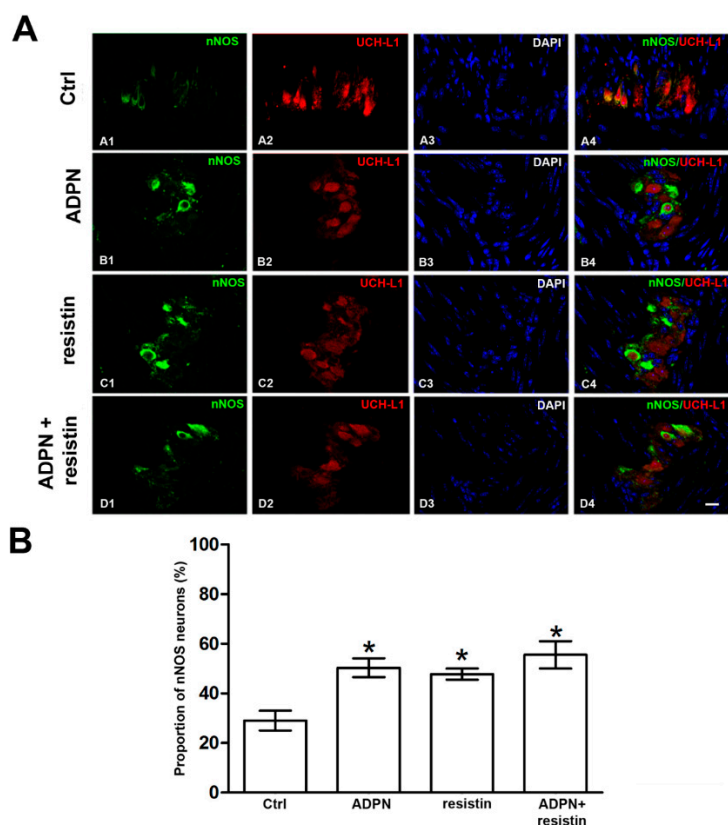 A
Ctrl
nNOS
UCH-L1
DAPI
nNOS/UCH-L1
A1
A2
A3
A4
ADPN
nNOS
UCH-L1
DAPI
nNOS/UCH-L1
B1
B2
B3
B4
resistin
nNOS
UCH-L1
DAPI
nNOS/UCH-L1
C1
C2
C3
C4
ADPN +
resistin
nNOS
UCH-L1
DAPI
nNOS/UCH-L1
D1
D2
D3
D4
B
Proportion of nNOS neurons (%)
100
80
60
40
20
0
*
*
*
Ctrl
ADPN
resistin
ADPN+
resistin